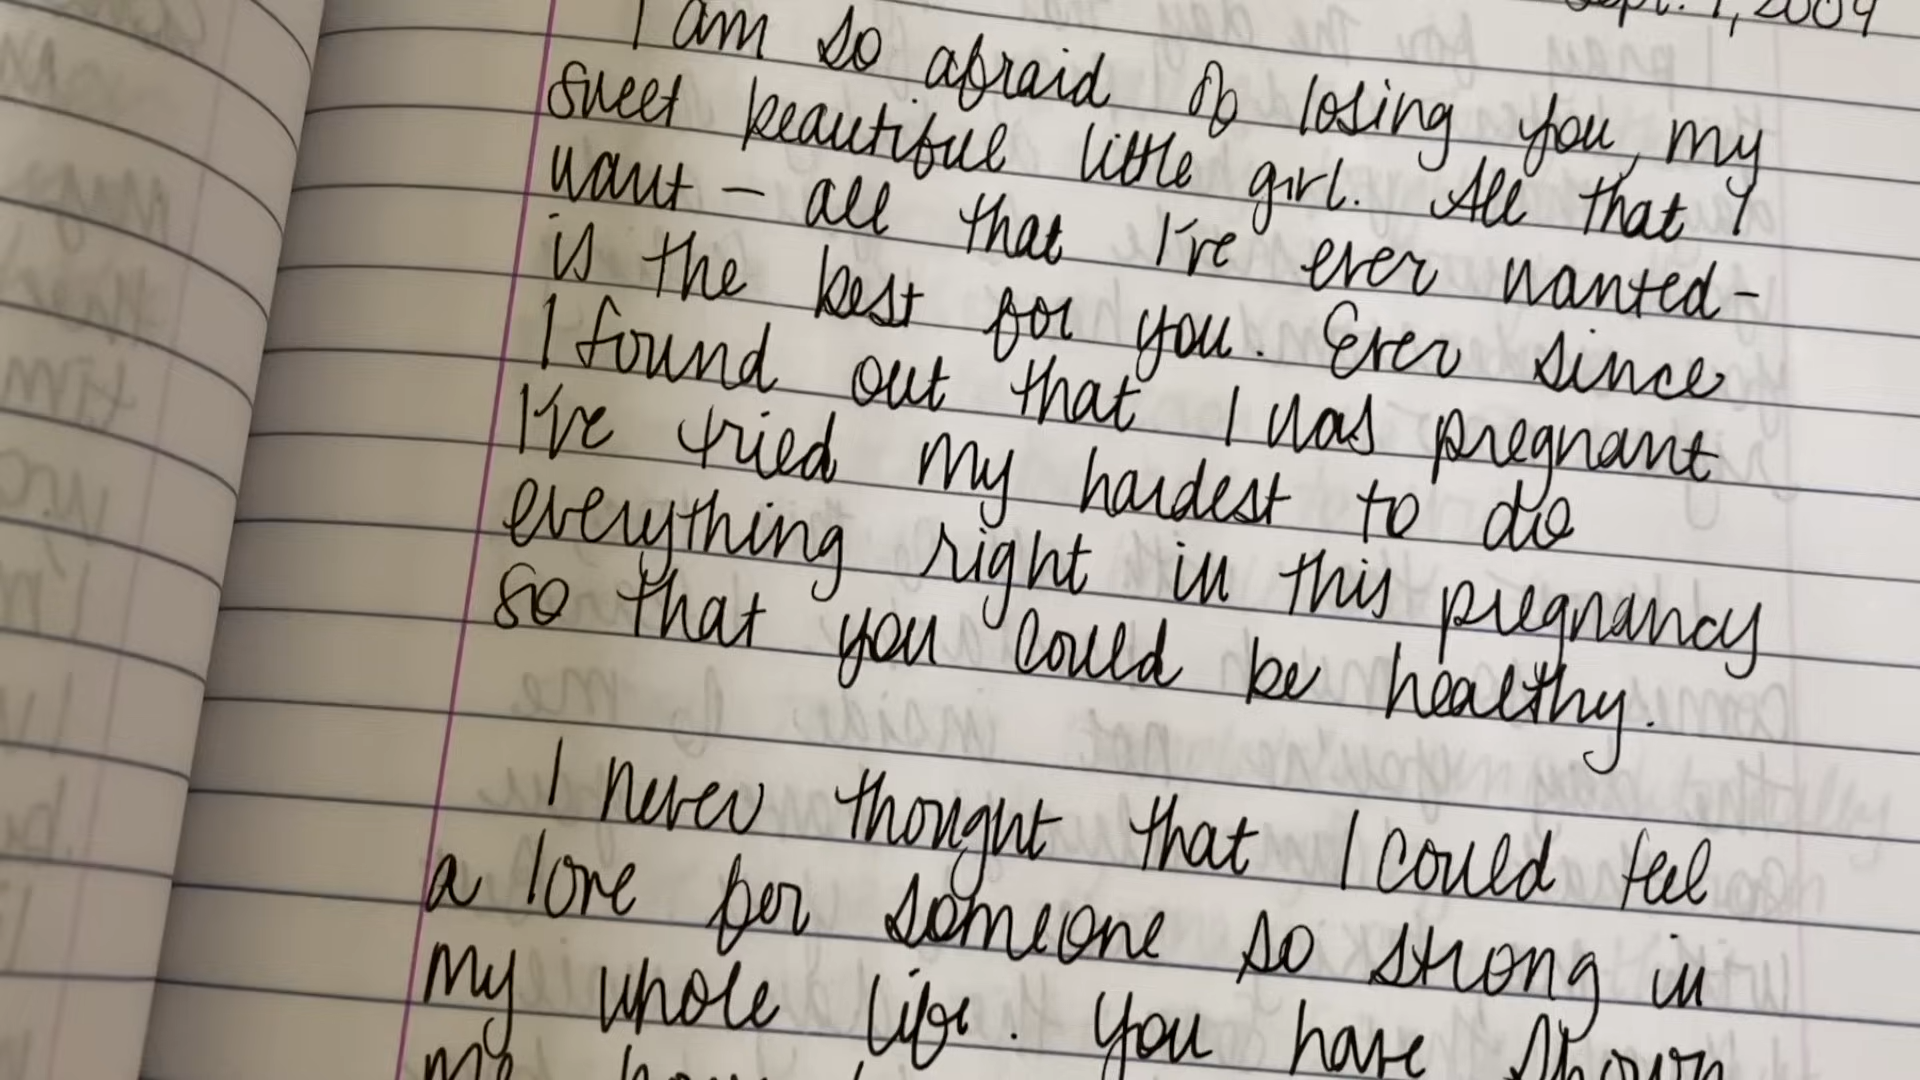 Sept. 1, 2009
I am so afraid of losing you, my
sweet beautiful little girl. All that I
want – all that I've ever wanted –
is the best for you. Ever since
I found out that I was pregnant
I've tried my hardest to do
everything right in this pregnancy
so that you could be healthy.
I never thought that I could feel
a love for someone so strong in
my whole life. You have shown
me how